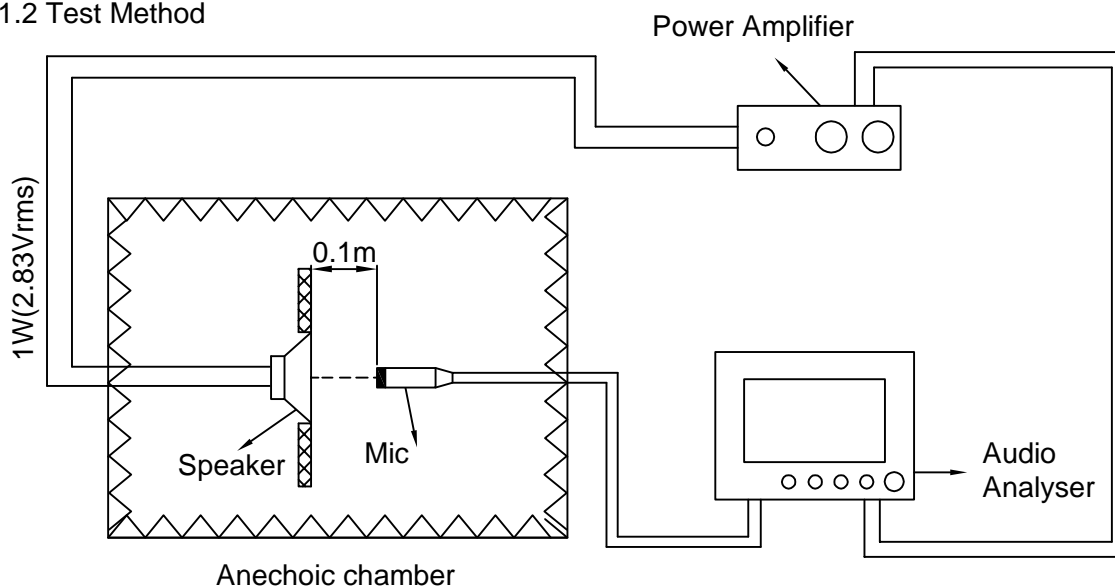 1.2 Test Method
Power Amplifier
1W(2.83Vrms)
0.1m
Speaker
Mic
Audio
Analyser
Anechoic chamber